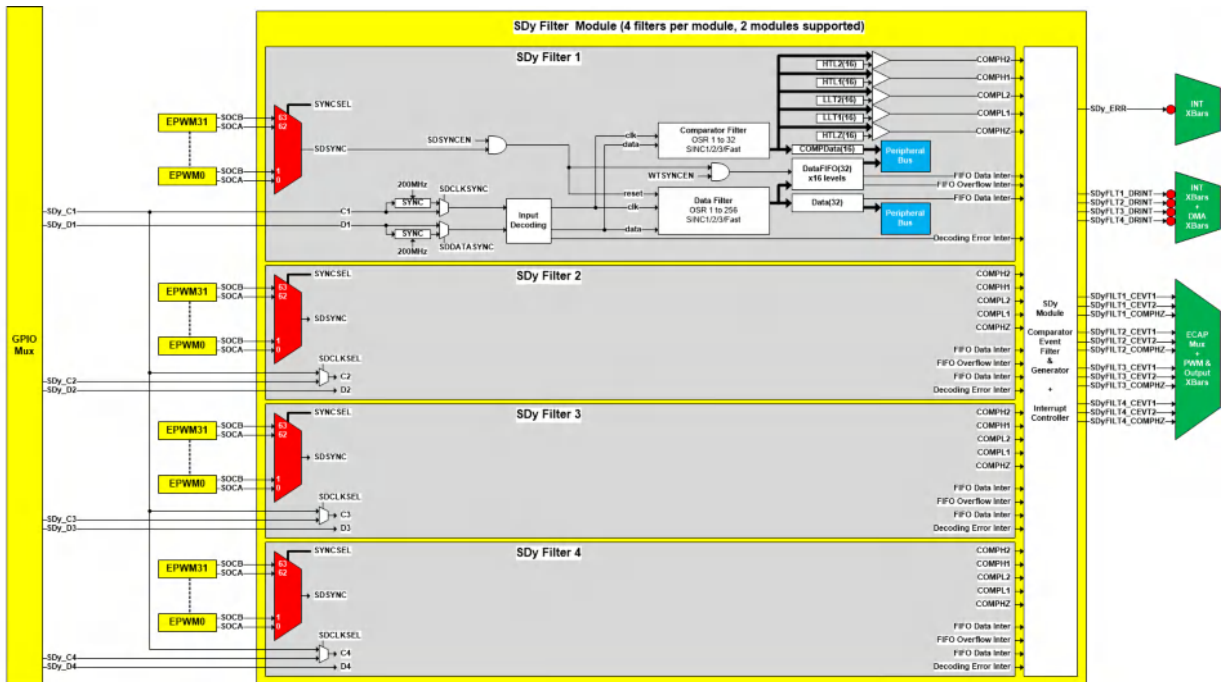 SDy Filter Module (4 filters per module, 2 modules supported)
GPIO
Mux
SDy_C1
SDy_D1
SDy_C2
SDy_D2
SDy_C3
SDy_D3
SDy_C4
SDy_D4
SDy Filter 1
EPWM31
EPWM0
SOCB
SOCA
SOCB
SOCA
63
62
1
0
SYNCSEL
SDSYNC
SDSYNCEN
WTSYNCEN
200MHz
SYNC
SDCLKSYNC
C1
D1
SYNC
200MHz
SDDATASYNC
Input
Decoding
clk
data
reset
clk
data
Comparator Filter
OSR 1 to 32
SINC1/2/3/Fast
Data Filter
OSR 1 to 256
SINC1/2/3/Fast
HTL2(16)
HTL1(16)
LLT2(16)
LLT1(16)
HTLZ(16)
COMPData(16)
DataFIFO(32)
x16 levels
Data(32)
Peripheral
Bus
Peripheral
Bus
COMPH2
COMPH1
COMPL2
COMPL1
COMPHZ
FIFO Data Inter
FIFO Overflow Inter
FIFO Data Inter
Decoding Error Inter
SDy Filter 2
EPWM31
EPWM0
SOCB
SOCA
SOCB
SOCA
63
62
1
0
SYNCSEL
SDSYNC
SDCLKSEL
C2
D2
COMPH2
COMPH1
COMPL2
COMPL1
COMPHZ
FIFO Data Inter
FIFO Overflow Inter
FIFO Data Inter
Decoding Error Inter
SDy Filter 3
EPWM31
EPWM0
SOCB
SOCA
SOCB
SOCA
63
62
1
0
SYNCSEL
SDSYNC
SDCLKSEL
C3
D3
COMPH2
COMPH1
COMPL2
COMPL1
COMPHZ
FIFO Data Inter
FIFO Overflow Inter
FIFO Data Inter
Decoding Error Inter
SDy Filter 4
EPWM31
EPWM0
SOCB
SOCA
SOCB
SOCA
63
62
1
0
SYNCSEL
SDSYNC
SDCLKSEL
C4
D4
COMPH2
COMPH1
COMPL2
COMPL1
COMPHZ
FIFO Data Inter
FIFO Overflow Inter
FIFO Data Inter
Decoding Error Inter
SDy
Module
Comparator
Event
Filter
&
Generator
+
Interrupt
Controller
SDy_ERR
INT
XBars
SDyFLT1_DRINT
SDyFLT2_DRINT
SDyFLT3_DRINT
SDyFLT4_DRINT
INT
XBars
+
DMA
XBars
SDyFILT1_CEVT1
SDyFILT1_CEVT2
SDyFILT1_COMPHZ
SDyFILT2_CEVT1
SDyFILT2_CEVT2
SDyFILT2_COMPHZ
SDyFILT3_CEVT1
SDyFILT3_CEVT2
SDyFILT3_COMPHZ
SDyFILT4_CEVT1
SDyFILT4_CEVT2
SDyFILT4_COMPHZ
ECAP
Mux
+
PWM &
Output
XBars